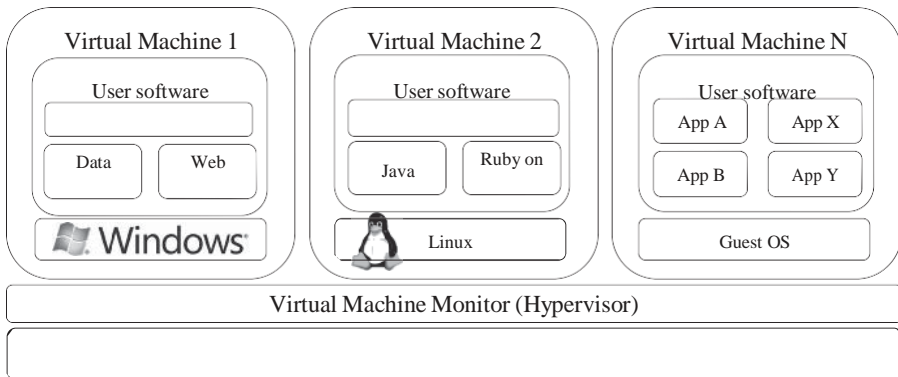 Virtual Machine 1
User software
Data
Web
Windows
Virtual Machine 2
User software
Java
Ruby on
Linux
Virtual Machine N
User software
App A
App X
App B
App Y
Guest OS
Virtual Machine Monitor (Hypervisor)